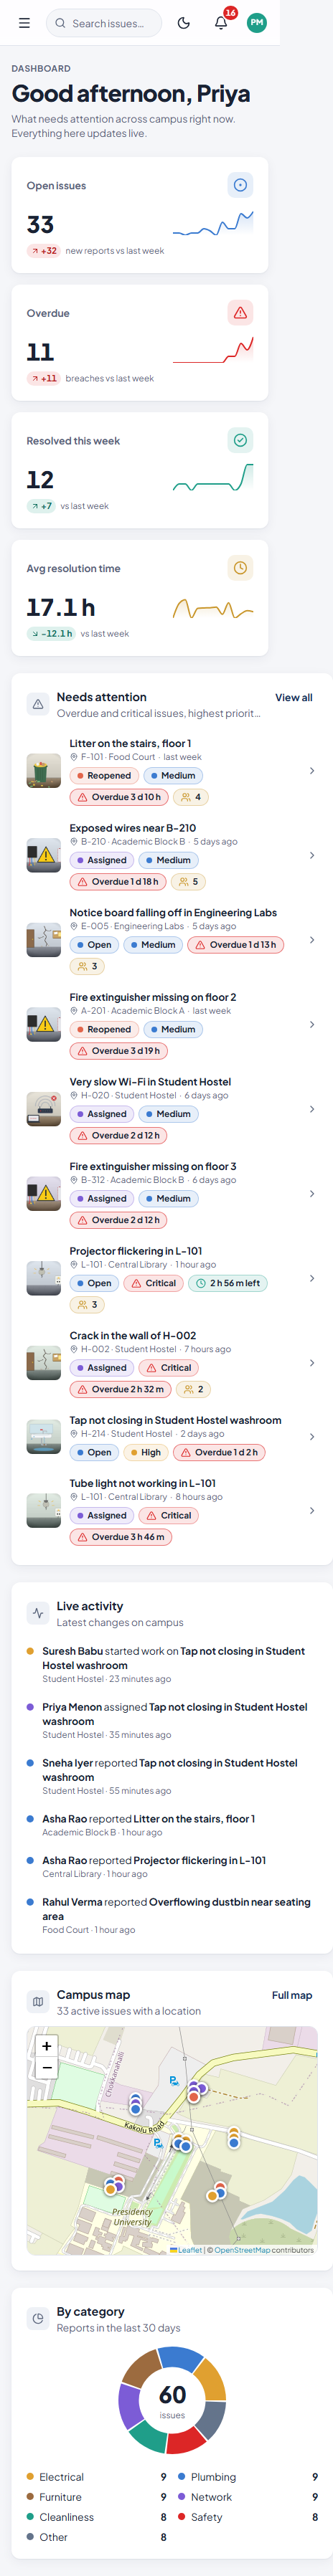 Search issues...
16
PM
DASHBOARD
Good afternoon, Priya
What needs attention across campus right now.
Everything here updates live.
Open issues
33
+32 new reports vs last week
Overdue
11
+11 breaches vs last week
Resolved this week
12
+7 vs last week
Avg resolution time
17.1 h
-12.1 h vs last week
Needs attention
View all
Overdue and critical issues, highest priorit...
Litter on the stairs, floor 1
F-101 · Food Court · last week
Reopened Medium
Overdue 3 d 10 h 4
Exposed wires near B-210
B-210 · Academic Block B · 5 days ago
Assigned Medium
Overdue 1 d 18 h 5
Notice board falling off in Engineering Labs
E-005 · Engineering Labs · 5 days ago
Open Medium Overdue 1 d 13 h
3
Fire extinguisher missing on floor 2
A-201 · Academic Block A · last week
Reopened Medium
Overdue 3 d 19 h
Very slow Wi-Fi in Student Hostel
H-020 · Student Hostel · 6 days ago
Assigned Medium
Overdue 2 d 12 h
Fire extinguisher missing on floor 3
B-312 · Academic Block B · 6 days ago
Assigned Medium
Overdue 2 d 12 h
Projector flickering in L-101
L-101 · Central Library · 1 hour ago
Open Critical 2 h 56 m left
3
Crack in the wall of H-002
H-002 · Student Hostel · 7 hours ago
Assigned Critical
Overdue 2 h 32 m 2
Tap not closing in Student Hostel washroom
H-214 · Student Hostel · 2 days ago
Open High Overdue 1 d 2 h
Tube light not working in L-101
L-101 · Central Library · 8 hours ago
Assigned Critical
Overdue 3 h 46 m
Live activity
Latest changes on campus
Suresh Babu started work on Tap not closing in Student
Hostel washroom
Student Hostel · 23 minutes ago
Priya Menon assigned Tap not closing in Student Hostel
washroom
Student Hostel · 35 minutes ago
Sneha Iyer reported Tap not closing in Student Hostel
washroom
Student Hostel · 55 minutes ago
Asha Rao reported Litter on the stairs, floor 1
Academic Block B · 1 hour ago
Asha Rao reported Projector flickering in L-101
Central Library · 1 hour ago
Rahul Verma reported Overflowing dustbin near seating
area
Food Court · 1 hour ago
Campus map
Full map
33 active issues with a location
+
−
Chokkanahalli
Kakolu Road
Presidency
University
Leaflet | © OpenStreetMap contributors
By category
Reports in the last 30 days
60
issues
Electrical 9 Plumbing 9
Furniture 9 Network 9
Cleanliness 8 Safety 8
Other 8